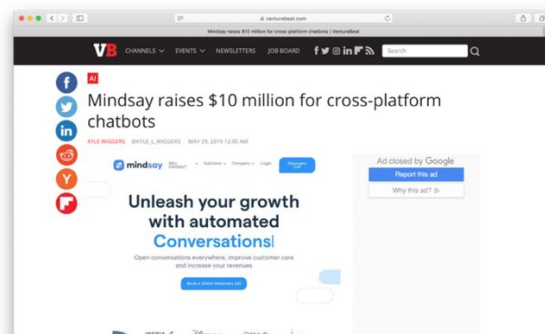 venturebeat.com
Mindsay raises $10 million for cross-platform chatbots | VentureBeat
VB CHANNELS EVENTS NEWSLETTERS JOB BOARD Search
AI
Mindsay raises $10 million for cross-platform
chatbots
KYLE WIGGERS @KYLE_L_WIGGERS MAY 29, 2019 12:00 AM
mindsay Why Solutions Company Login Discovery
Call
Ad closed by Google
Report this ad
Why this ad?
Unleash your growth
with automated
Conversations
Open conversations everywhere, improve customer care
and increase your revenues